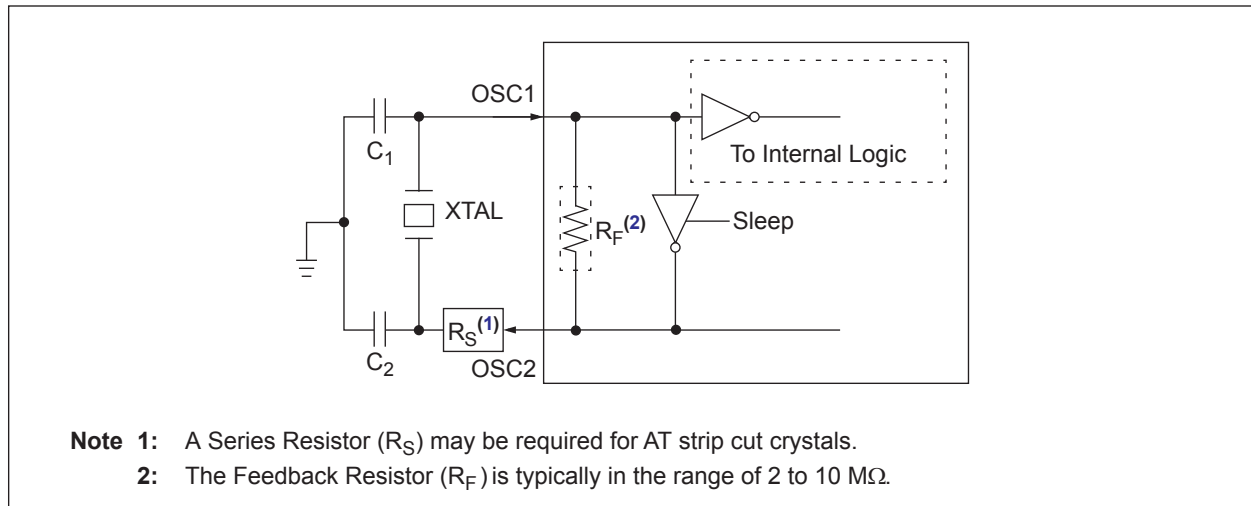 OSC1
C1
To Internal Logic
XTAL
RF(2)
Sleep
RS(1)
C2
OSC2
Note 1: A Series Resistor (RS) may be required for AT strip cut crystals.
2: The Feedback Resistor (RF) is typically in the range of 2 to 10 MΩ.